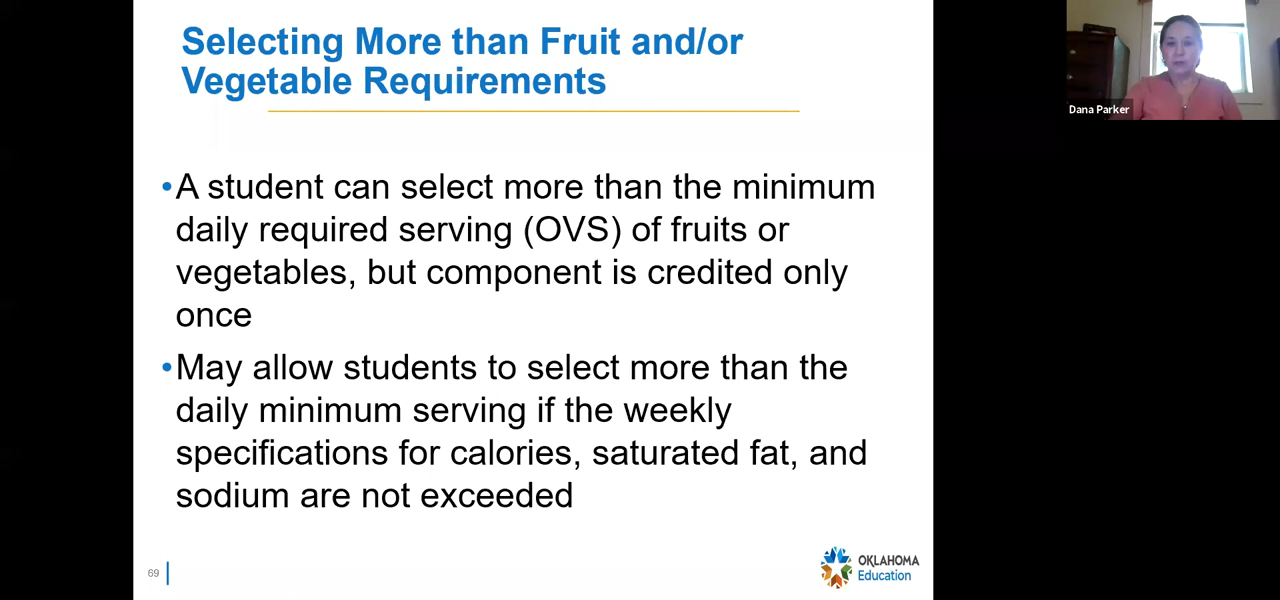 Selecting More than Fruit and/or
Vegetable Requirements
Dana Parker
•A student can select more than the minimum
daily required serving (OVS) of fruits or
vegetables, but component is credited only
once
•May allow students to select more than the
daily minimum serving if the weekly
specifications for calories, saturated fat, and
sodium are not exceeded
69
OKLAHOMA
Education